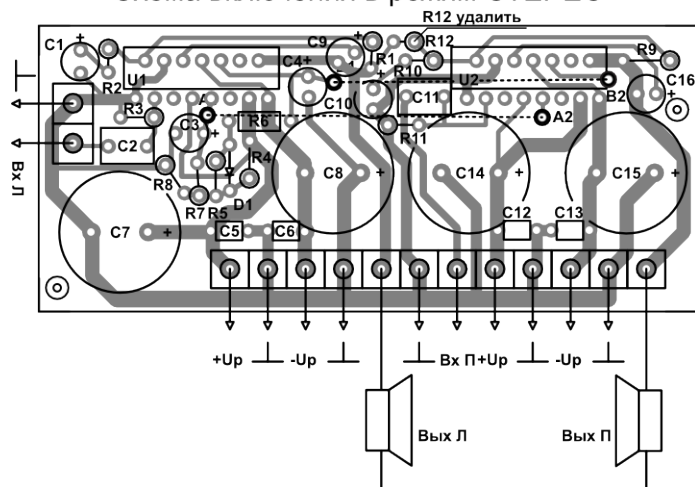 R12 удалить
C1
+
C9
+
R12
R1
R9
C4
+
R2
U1
R10
U2
C16
+
A
C10
C11
B2
R3
C3
+
R6
A2
C2
R11
R4
Вх Л
R8
C8
+
C14
+
C15
+
R7
R5
D1
C7
+
C5
C6
C12
C13
+Up
-Up
Вх П
+Up
-Up
Вых Л
Вых П